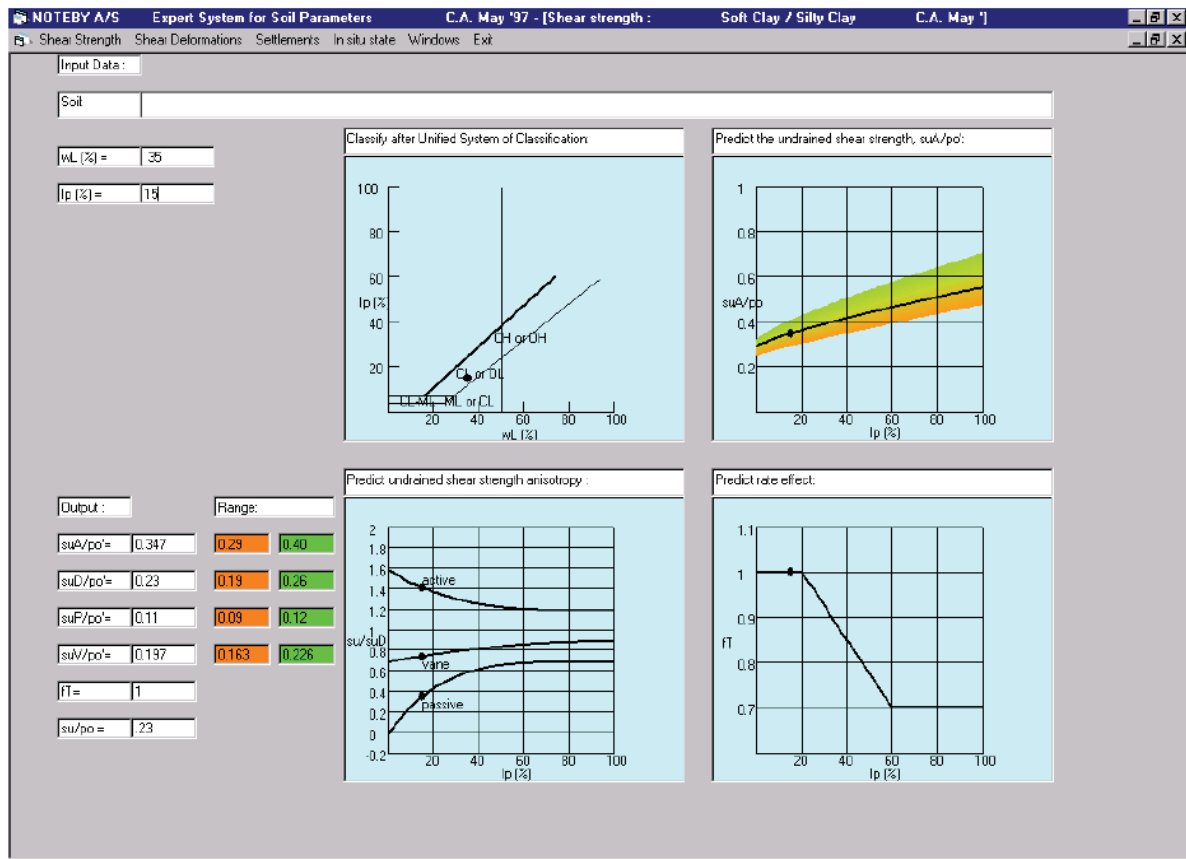 NOTEBY A/S Expert System for Soil Parameters C.A. May '97 - [Shear strength : Soft Clay / Silty Clay C.A. May ']
Shear Strength Shear Deformations Settlements In situ state Windows Exit
Input Data :
Soil:
wL (%) = 35
Ip (%) = 15
Classify after Unified System of Classification:
100
80
60
Ip (%
40
20
CH or OH
CL or OL
CL-ML ML or CL
20 40 60 80 100
wL (%)
Predict the undrained shear strength, suA/po':
1
0.8
0.6
suA/po
0.4
0.2
20 40 60 80 100
Ip (%)
Output : Range:
suA/po'= 0.347 0.29 0.40
suD/po'= 0.23 0.19 0.26
suP/po'= 0.11 0.09 0.12
suV/po'= 0.197 0.163 0.226
fT= 1
su/po = .23
Predict undrained shear strength anisotropy :
2
1.8
1.6
1.4
1.2
1
su/suD
0.8
0.6
0.4
0.2
0
-0.2
active
vane
passive
20 40 60 80 100
Ip (%)
Predict rate effect:
1.1
1
0.9
fT
0.8
0.7
20 40 60 80 100
Ip (%)